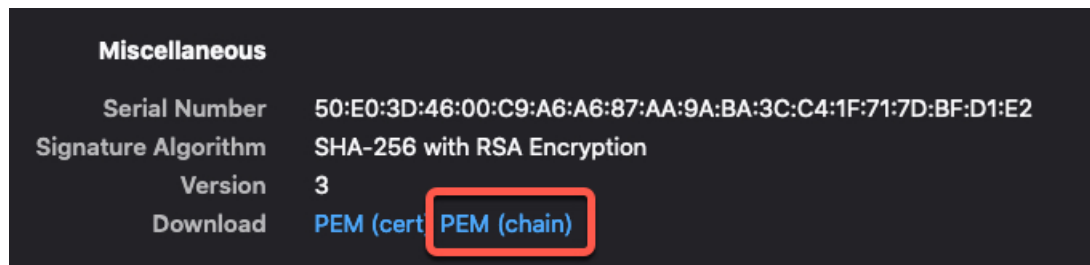 Miscellaneous
Serial Number 50:E0:3D:46:00:C9:A6:A6:87:AA:9A:BA:3C:C4:1F:71:7D:BF:D1:E2
Signature Algorithm SHA-256 with RSA Encryption
Version 3
Download PEM (cert) PEM (chain)